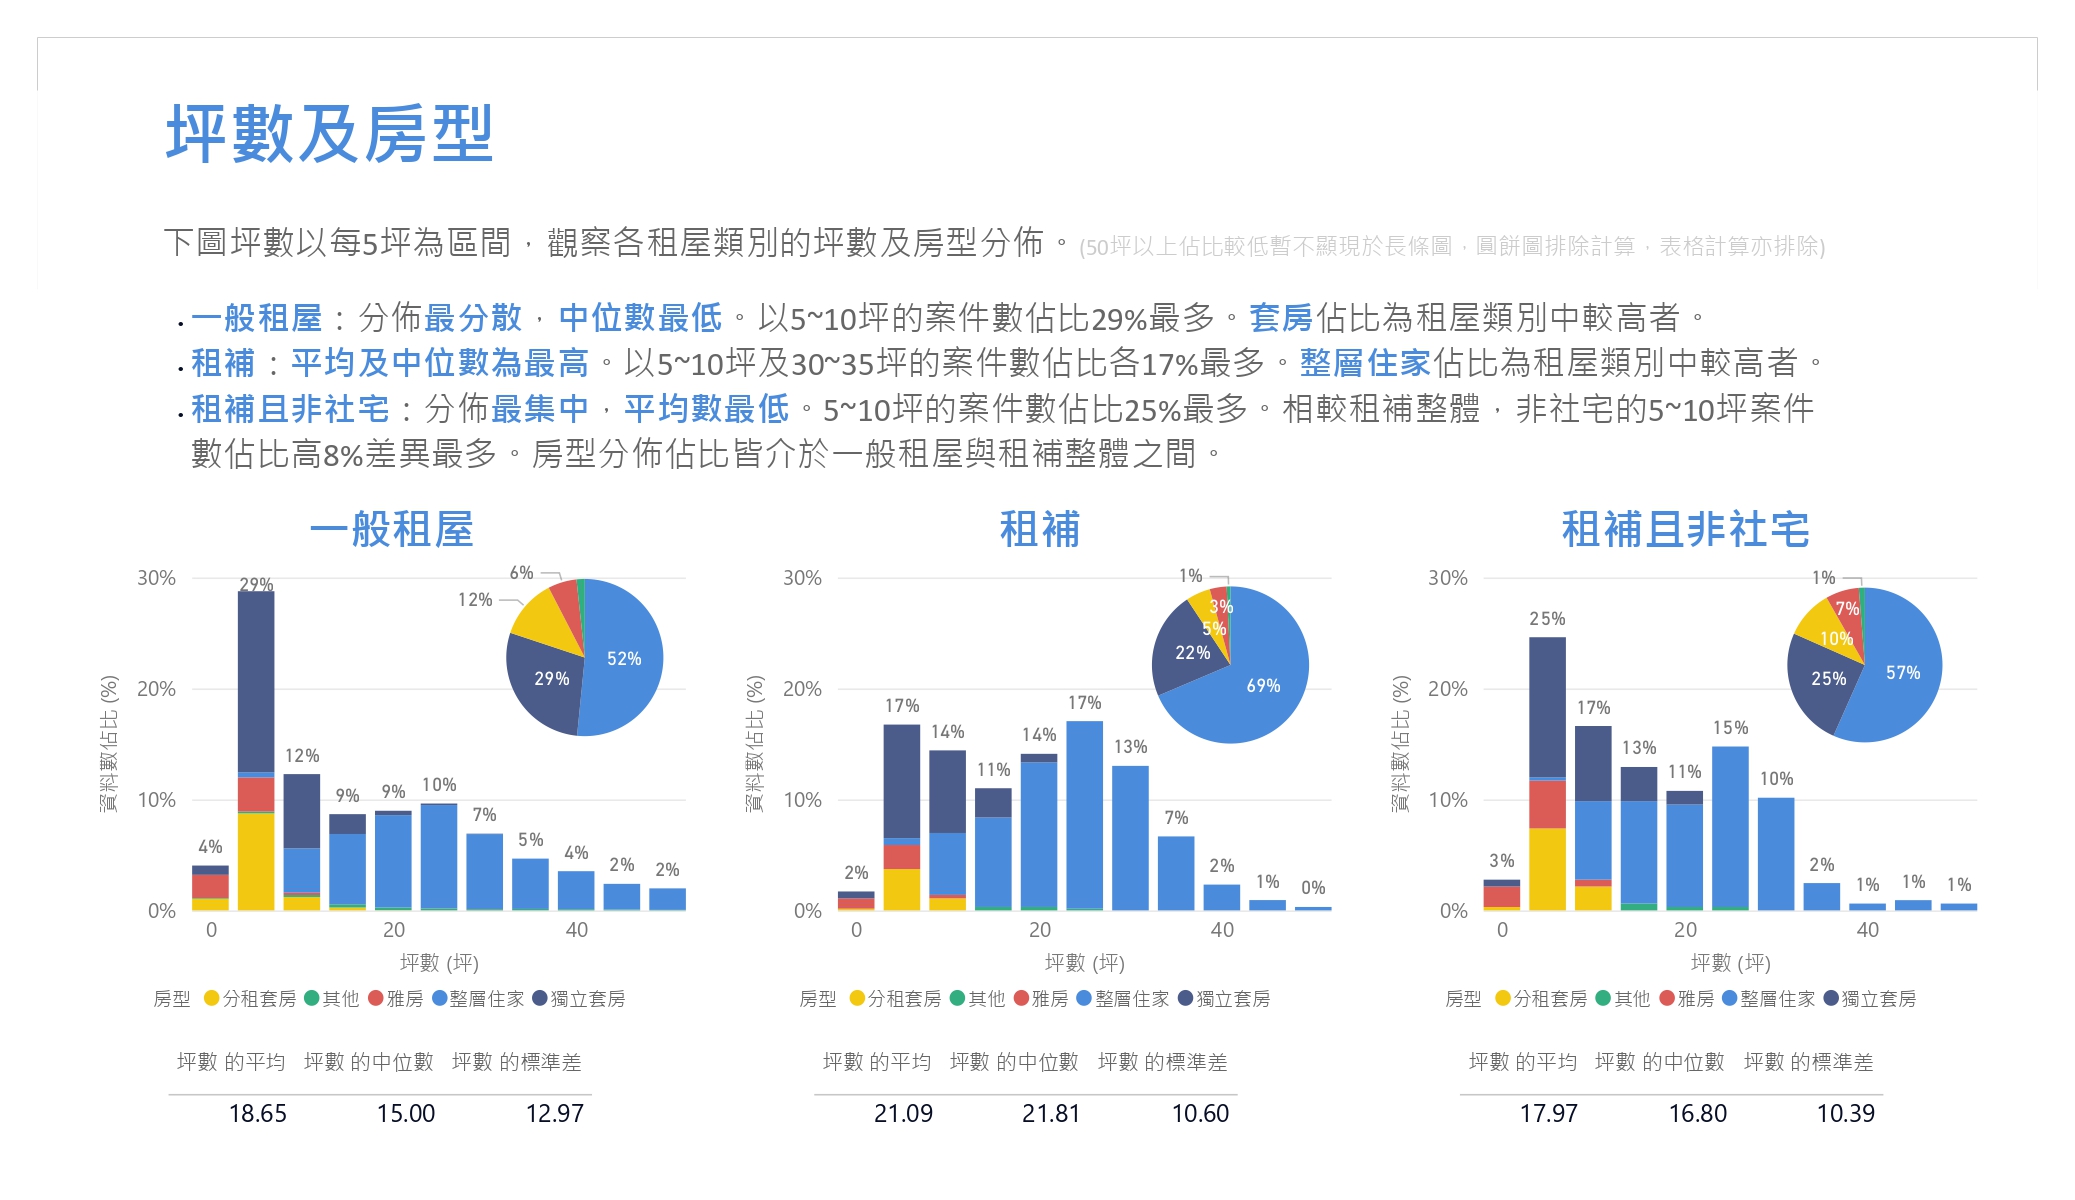 坪數及房型
下圖坪數以每5坪為區間，觀察各租屋類別的坪數及房型分佈。(50坪以上佔比較低暫不顯現於長條圖，圓餅圖排除計算，表格計算亦排除)
• 一般租屋：分佈最分散，中位數最低。以5~10坪的案件數佔比29%最多。套房佔比為租屋類別中較高者。
• 租補：平均及中位數為最高。以5~10坪及30~35坪的案件數佔比各17%最多。整層住家佔比為租屋類別中較高者。
• 租補且非社宅：分佈最集中，平均數最低。5~10坪的案件數佔比25%最多。相較租補整體，非社宅的5~10坪案件
數佔比高8%差異最多。房型分佈佔比皆介於一般租屋與租補整體之間。
一般租屋
資料數佔比 (%)
30%
20%
10%
0%
4%
29%
12%
9%
9%
10%
7%
5%
4%
2%
2%
6%
12%
29%
52%
0
20
40
坪數 (坪)
房型 分租套房 其他 雅房 整層住家 獨立套房
坪數 的平均 坪數 的中位數 坪數 的標準差
18.65 15.00 12.97
租補
資料數佔比 (%)
30%
20%
10%
0%
2%
17%
14%
11%
14%
17%
13%
7%
2%
1%
0%
1%
3%
5%
22%
69%
0
20
40
坪數 (坪)
房型 分租套房 其他 雅房 整層住家 獨立套房
坪數 的平均 坪數 的中位數 坪數 的標準差
21.09 21.81 10.60
租補且非社宅
資料數佔比 (%)
30%
20%
10%
0%
3%
25%
17%
13%
11%
15%
10%
2%
1%
1%
1%
1%
7%
10%
25%
57%
0
20
40
坪數 (坪)
房型 分租套房 其他 雅房 整層住家 獨立套房
坪數 的平均 坪數 的中位數 坪數 的標準差
17.97 16.80 10.39